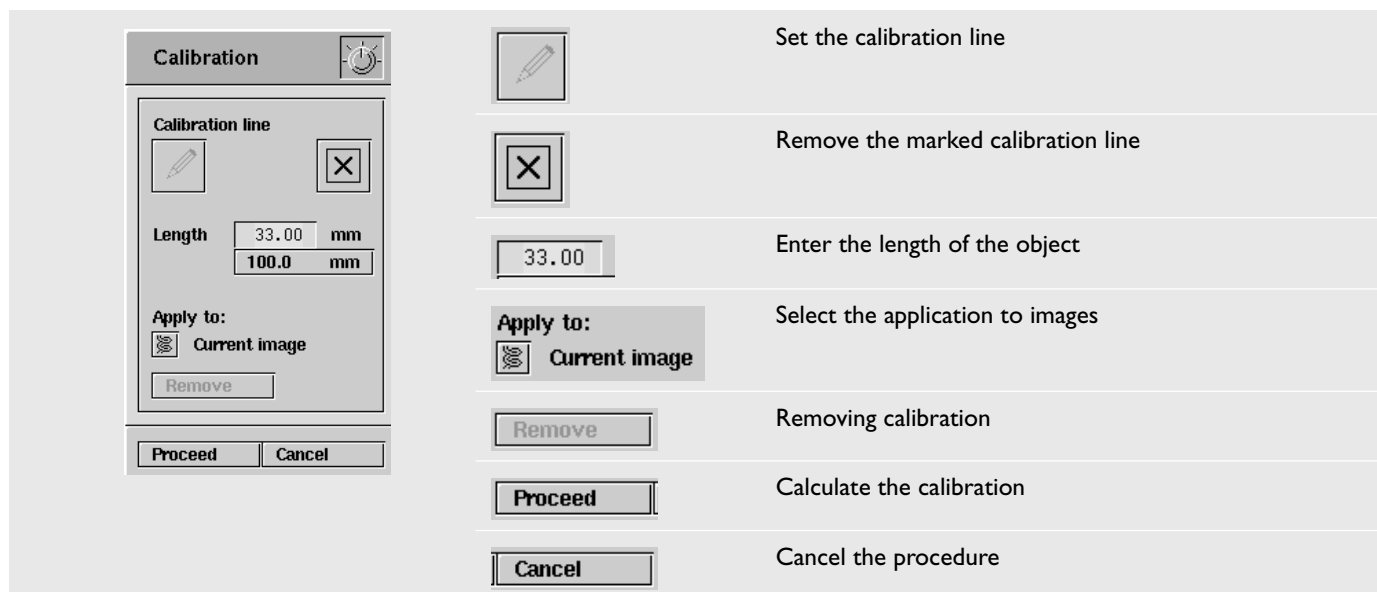 Calibration
Calibration line
Length 33.00 mm
100.0 mm
Apply to:
Current image
Remove
Proceed Cancel
Set the calibration line
Remove the marked calibration line
33.00 Enter the length of the object
Apply to: Select the application to images
Current image
Remove Removing calibration
Proceed Calculate the calibration
Cancel Cancel the procedure